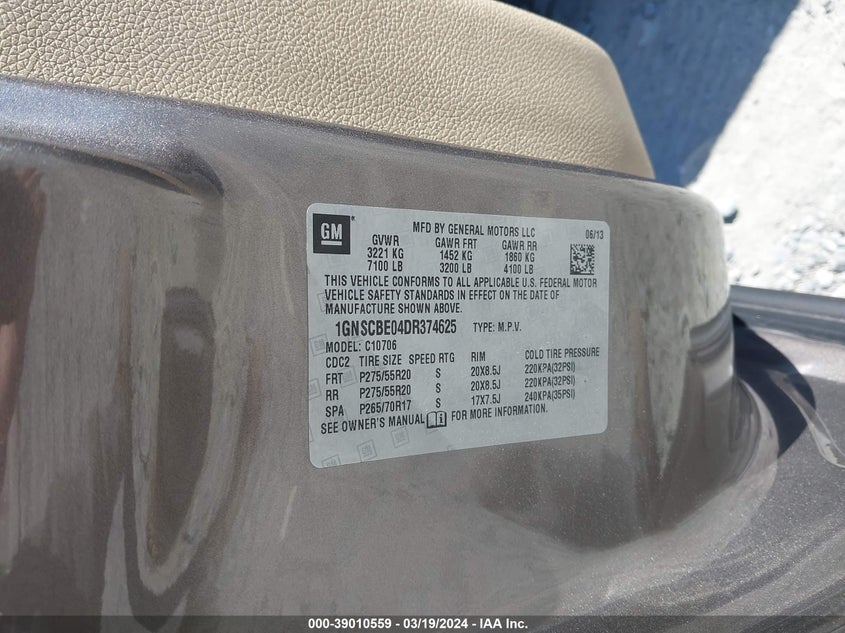 GM
MFD BY GENERAL MOTORS LLC 06/13
GVWR GAWR FRT GAWR RR
3221 KG 1452 KG 1860 KG
7100 LB 3200 LB 4100 LB
THIS VEHICLE CONFORMS TO ALL APPLICABLE U.S. FEDERAL MOTOR
VEHICLE SAFETY STANDARDS IN EFFECT ON THE DATE OF
MANUFACTURE SHOWN ABOVE.
1GNSCBE04DR374625 TYPE: M.P.V.
MODEL: C10706
CDC2 TIRE SIZE SPEED RTG RIM COLD TIRE PRESSURE
FRT P275/55R20 S 20X8.5J 220KPA(32PSI)
RR P275/55R20 S 20X8.5J 220KPA(32PSI)
SPA P265/70R17 S 17X7.5J 240KPA(35PSI)
SEE OWNER'S MANUAL FOR MORE INFORMATION.
000-39010559 - 03/19/2024 - IAA Inc.